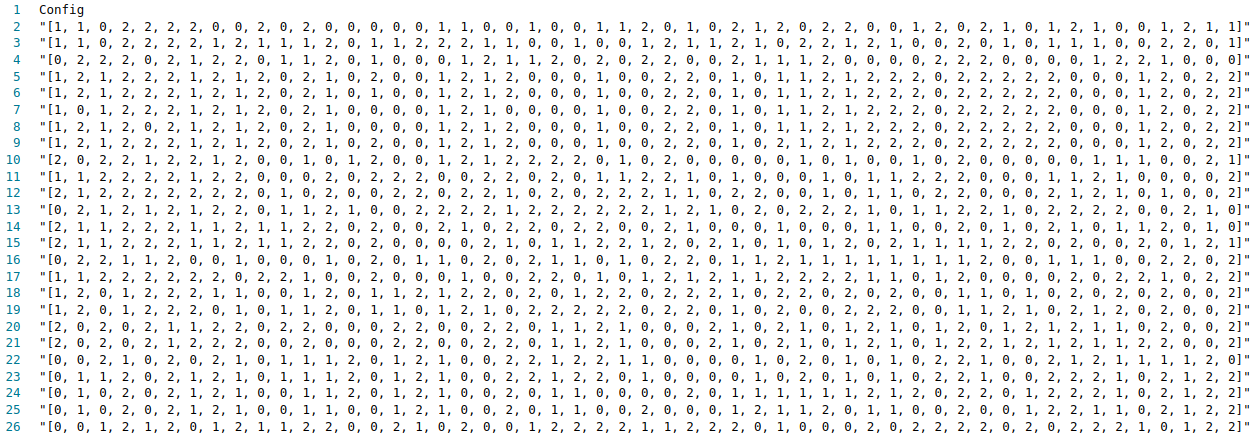 1 Config
2 "[1, 1, 0, 2, 2, 2, 2, 0, 0, 2, 0, 2, 0, 0, 0, 0, 0, 1, 1, 0, 0, 1, 0, 0, 1, 1, 2, 0, 1, 0, 2, 1, 2, 0, 2, 2, 0, 0, 1, 2, 0, 2, 1, 0, 1, 2, 1, 0, 0, 1, 2, 1, 1]"
3 "[1, 1, 0, 2, 2, 2, 2, 1, 2, 1, 1, 1, 2, 0, 1, 1, 2, 2, 2, 1, 1, 0, 0, 1, 0, 0, 1, 2, 1, 1, 2, 1, 0, 2, 2, 1, 2, 1, 0, 0, 2, 0, 1, 0, 1, 1, 1, 0, 0, 2, 2, 0, 1]"
4 "[0, 2, 2, 2, 0, 2, 1, 2, 2, 0, 1, 1, 2, 0, 1, 0, 0, 0, 1, 2, 1, 1, 2, 0, 2, 0, 2, 2, 0, 0, 2, 1, 1, 1, 2, 0, 0, 0, 0, 2, 2, 2, 0, 0, 0, 0, 1, 2, 2, 1, 0, 0, 0]"
5 "[1, 2, 1, 2, 2, 2, 1, 2, 1, 2, 0, 2, 1, 0, 2, 0, 0, 1, 2, 1, 2, 0, 0, 0, 1, 0, 0, 2, 2, 0, 1, 0, 1, 1, 2, 1, 2, 2, 2, 0, 2, 2, 2, 2, 2, 0, 0, 0, 1, 2, 0, 2, 2]"
6 "[1, 2, 1, 2, 2, 2, 1, 2, 1, 2, 0, 2, 1, 0, 1, 0, 0, 1, 2, 1, 2, 0, 0, 0, 1, 0, 0, 2, 2, 0, 1, 0, 1, 1, 2, 1, 2, 2, 2, 0, 2, 2, 2, 2, 2, 0, 0, 0, 1, 2, 0, 2, 2]"
7 "[1, 0, 1, 2, 2, 2, 1, 2, 1, 2, 0, 2, 1, 0, 0, 0, 0, 1, 2, 1, 0, 0, 0, 0, 1, 0, 0, 2, 2, 0, 1, 0, 1, 1, 2, 1, 2, 2, 2, 0, 2, 2, 2, 2, 2, 0, 0, 0, 1, 2, 0, 2, 2]"
8 "[1, 2, 1, 2, 0, 2, 1, 2, 1, 2, 0, 2, 1, 0, 0, 0, 0, 1, 2, 1, 2, 0, 0, 0, 1, 0, 0, 2, 2, 0, 1, 0, 1, 1, 2, 1, 2, 2, 2, 0, 2, 2, 2, 2, 2, 0, 0, 0, 1, 2, 0, 2, 2]"
9 "[1, 2, 1, 2, 2, 2, 1, 2, 1, 2, 0, 2, 1, 0, 2, 0, 0, 1, 2, 1, 2, 0, 0, 0, 1, 0, 0, 2, 2, 0, 1, 0, 2, 1, 2, 1, 2, 2, 2, 0, 2, 2, 2, 2, 2, 0, 0, 0, 1, 2, 0, 2, 2]"
10 "[2, 0, 2, 2, 1, 2, 2, 1, 2, 0, 0, 1, 0, 1, 2, 0, 0, 1, 2, 1, 2, 2, 2, 2, 0, 1, 0, 2, 0, 0, 0, 0, 0, 1, 0, 1, 0, 0, 1, 0, 2, 0, 0, 0, 0, 0, 1, 1, 1, 0, 0, 2, 1]"
11 "[1, 1, 2, 2, 2, 2, 1, 2, 2, 0, 0, 0, 2, 0, 2, 2, 2, 0, 0, 2, 2, 0, 2, 0, 1, 1, 2, 2, 1, 0, 1, 0, 0, 0, 1, 0, 1, 1, 2, 2, 2, 0, 0, 0, 1, 1, 2, 1, 0, 0, 0, 0, 2]"
12 "[2, 1, 2, 2, 2, 2, 2, 2, 2, 0, 1, 0, 2, 0, 0, 2, 2, 0, 2, 2, 1, 0, 2, 0, 2, 2, 2, 1, 1, 0, 2, 2, 0, 0, 1, 0, 1, 1, 0, 2, 2, 0, 0, 0, 2, 1, 2, 1, 0, 1, 0, 0, 2]"
13 "[0, 2, 1, 2, 1, 2, 1, 2, 2, 0, 1, 1, 2, 1, 0, 0, 2, 2, 2, 2, 1, 2, 2, 2, 2, 2, 2, 1, 2, 1, 0, 2, 0, 2, 2, 2, 1, 0, 1, 1, 2, 2, 1, 0, 2, 2, 2, 2, 0, 0, 2, 1, 0]"
14 "[2, 1, 1, 2, 2, 2, 1, 1, 2, 1, 1, 2, 2, 0, 2, 0, 0, 2, 1, 0, 2, 2, 0, 2, 2, 0, 0, 2, 1, 0, 0, 0, 1, 0, 0, 0, 1, 1, 0, 0, 2, 0, 1, 0, 2, 1, 0, 1, 1, 2, 0, 1, 0]"
15 "[2, 1, 1, 2, 2, 2, 1, 1, 2, 1, 1, 2, 2, 0, 2, 0, 0, 0, 0, 2, 1, 0, 1, 1, 2, 2, 1, 2, 0, 2, 1, 0, 1, 0, 1, 2, 0, 2, 1, 1, 1, 1, 2, 2, 0, 2, 0, 0, 2, 0, 1, 2, 1]"
16 "[0, 2, 2, 1, 1, 2, 0, 0, 1, 0, 0, 0, 1, 0, 2, 0, 1, 1, 0, 2, 0, 2, 1, 1, 0, 1, 0, 2, 2, 0, 1, 1, 2, 1, 1, 1, 1, 1, 1, 1, 1, 2, 0, 0, 1, 1, 1, 0, 0, 2, 2, 0, 2]"
17 "[1, 1, 2, 2, 2, 2, 2, 2, 0, 2, 2, 1, 0, 0, 2, 0, 0, 0, 1, 0, 0, 2, 2, 0, 1, 0, 1, 2, 1, 2, 1, 1, 2, 2, 2, 2, 1, 1, 0, 1, 2, 0, 0, 0, 0, 2, 0, 2, 2, 1, 0, 2, 2]"
18 "[1, 2, 0, 1, 2, 2, 2, 1, 1, 0, 0, 1, 2, 0, 1, 1, 2, 1, 2, 2, 0, 2, 0, 1, 2, 2, 0, 2, 2, 2, 1, 0, 2, 2, 0, 2, 0, 2, 0, 0, 1, 1, 0, 1, 0, 2, 0, 2, 0, 2, 0, 0, 2]"
19 "[1, 2, 0, 1, 2, 2, 2, 0, 1, 0, 1, 1, 2, 0, 1, 1, 0, 1, 2, 1, 0, 2, 2, 2, 2, 2, 0, 2, 2, 0, 1, 0, 2, 0, 0, 2, 2, 2, 0, 0, 1, 1, 2, 1, 0, 2, 1, 2, 0, 2, 0, 0, 2]"
20 "[2, 0, 2, 0, 2, 1, 1, 2, 2, 0, 2, 2, 0, 0, 0, 2, 2, 0, 0, 2, 2, 0, 1, 1, 2, 1, 0, 0, 0, 2, 1, 0, 2, 1, 0, 1, 2, 1, 0, 1, 2, 0, 1, 2, 1, 2, 1, 1, 0, 2, 0, 0, 2]"
21 "[2, 0, 2, 0, 2, 1, 2, 2, 2, 0, 0, 2, 0, 0, 0, 2, 2, 0, 0, 2, 2, 0, 1, 1, 2, 1, 0, 0, 0, 2, 1, 0, 2, 1, 0, 1, 2, 1, 0, 1, 2, 2, 1, 2, 1, 2, 1, 1, 2, 2, 0, 0, 2]"
22 "[0, 0, 2, 1, 0, 2, 0, 2, 1, 0, 1, 1, 1, 2, 0, 1, 2, 1, 0, 0, 2, 2, 1, 2, 2, 1, 1, 0, 0, 0, 0, 1, 0, 2, 0, 1, 0, 1, 0, 2, 2, 1, 0, 0, 2, 1, 2, 1, 1, 1, 1, 2, 0]"
23 "[0, 1, 1, 2, 0, 2, 1, 2, 1, 0, 1, 1, 1, 2, 0, 1, 2, 1, 0, 0, 2, 2, 1, 2, 2, 0, 1, 0, 0, 0, 0, 1, 0, 2, 0, 1, 0, 1, 0, 2, 2, 1, 0, 0, 2, 2, 2, 1, 0, 2, 1, 2, 2]"
24 "[0, 1, 0, 2, 0, 2, 1, 2, 1, 0, 0, 1, 1, 2, 0, 1, 2, 1, 0, 0, 2, 0, 1, 1, 0, 0, 0, 0, 2, 0, 1, 1, 1, 1, 1, 1, 2, 1, 2, 0, 2, 2, 0, 1, 2, 2, 2, 1, 0, 2, 1, 2, 2]"
25 "[0, 1, 0, 2, 0, 2, 1, 2, 1, 0, 0, 1, 1, 0, 0, 1, 2, 1, 0, 0, 2, 0, 1, 1, 0, 0, 2, 0, 0, 0, 1, 2, 1, 1, 2, 0, 1, 1, 0, 0, 2, 0, 0, 1, 2, 2, 1, 1, 0, 2, 1, 2, 2]"
26 "[0, 0, 1, 2, 1, 2, 0, 1, 2, 1, 1, 2, 2, 0, 0, 2, 1, 0, 2, 0, 0, 1, 2, 2, 2, 2, 1, 1, 2, 2, 2, 0, 1, 0, 0, 0, 2, 0, 2, 2, 2, 2, 0, 2, 0, 2, 2, 1, 0, 1, 2, 2]"